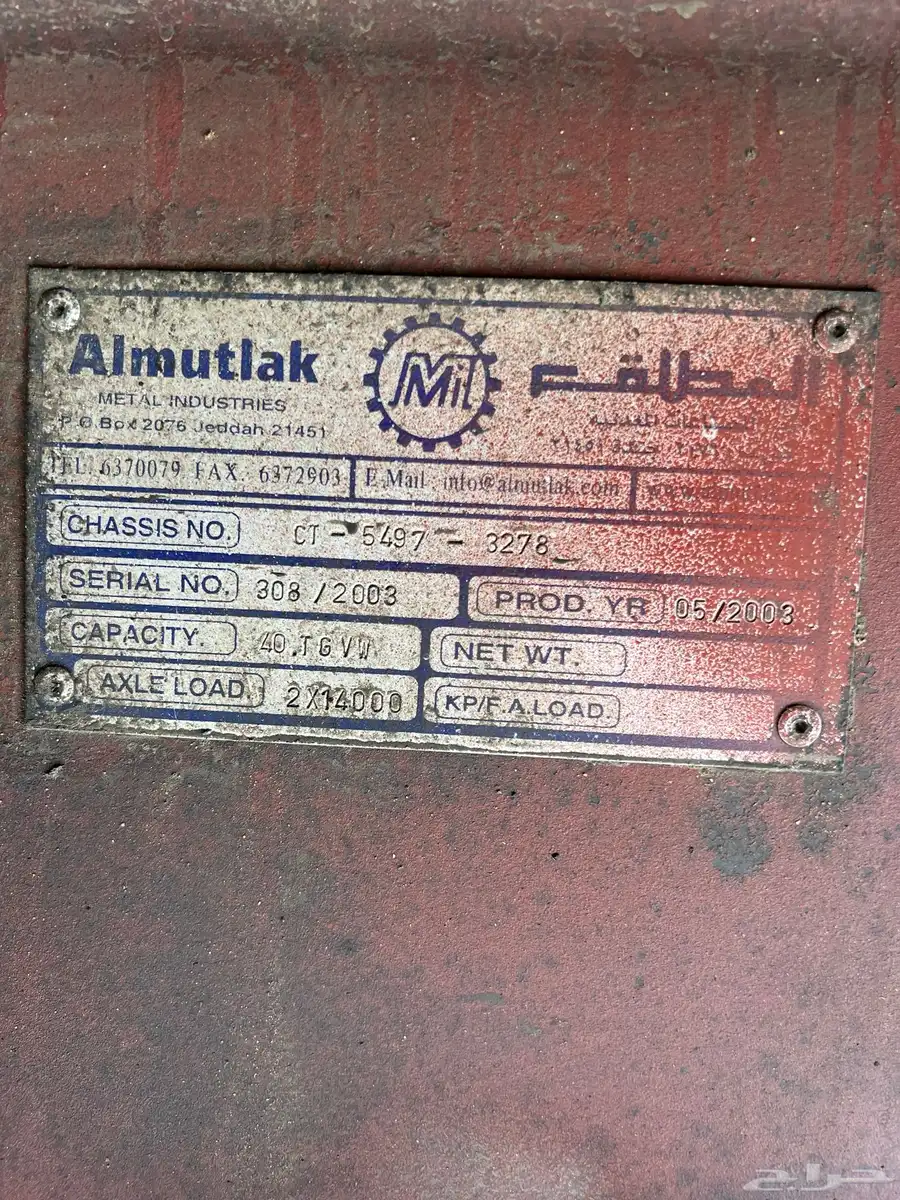 Almutlak
METAL INDUSTRIES
P.O.Box 2076 Jeddah 21451
MIL
المطلق
TEL: 6370079 FAX: 6372903 E.Mail : info@almutlak.com
CHASSIS NO. CT - 5497 - 3278
SERIAL NO. 308 / 2003 PROD. YR 05/2003
CAPACITY. 40 T G V W NET WT.
AXLE LOAD. 2X14000 KP/F.A.LOAD.
حراج